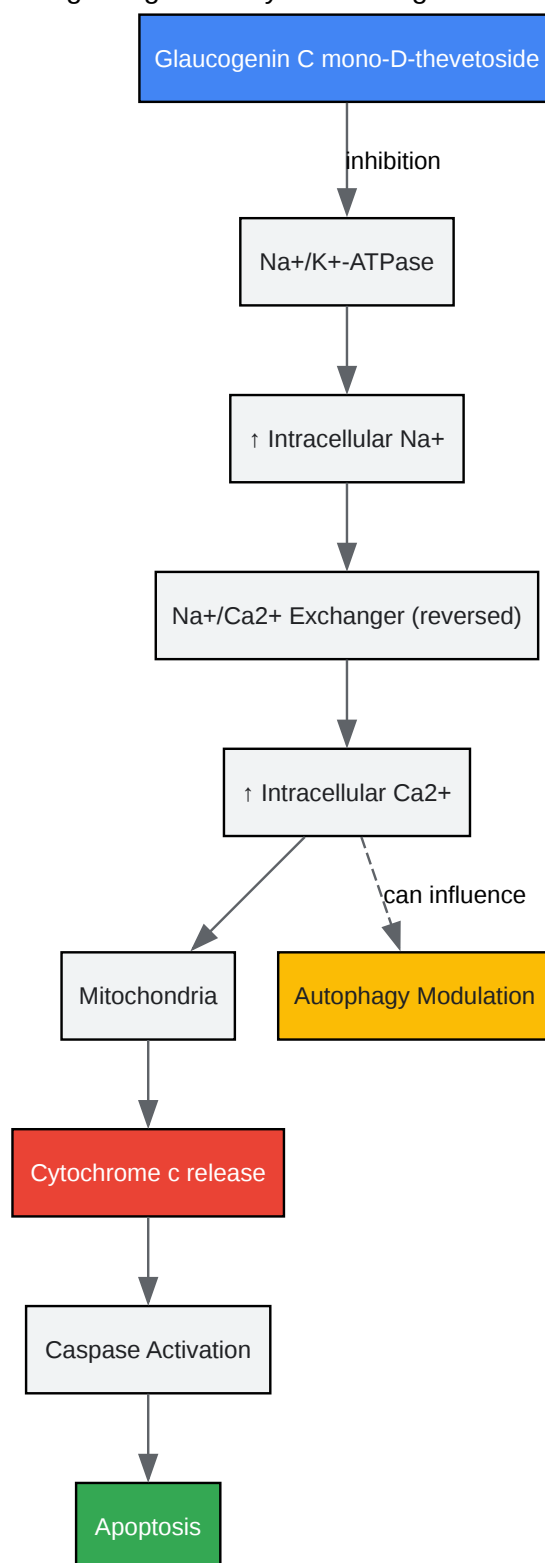 Glaucogenin C mono-D-thevetoside
inhibition
Na+/K+-ATPase
↑ Intracellular Na+
Na+/Ca2+ Exchanger (reversed)
↑ Intracellular Ca2+
can influence
Mitochondria
Autophagy Modulation
Cytochrome c release
Caspase Activation
Apoptosis